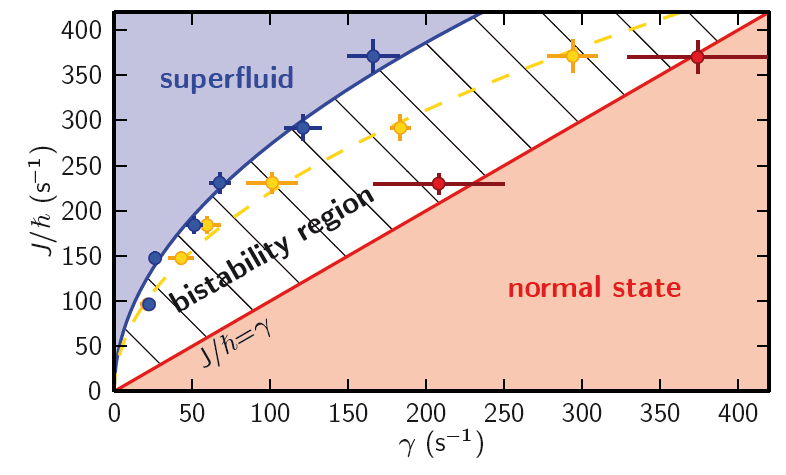 400
350
300
250
200
150
100
50
0
J/ℏ (s⁻¹)
superfluid
bistability region
normal state
J/ℏ=γ
0 50 100 150 200 250 300 350 400
γ (s⁻¹)